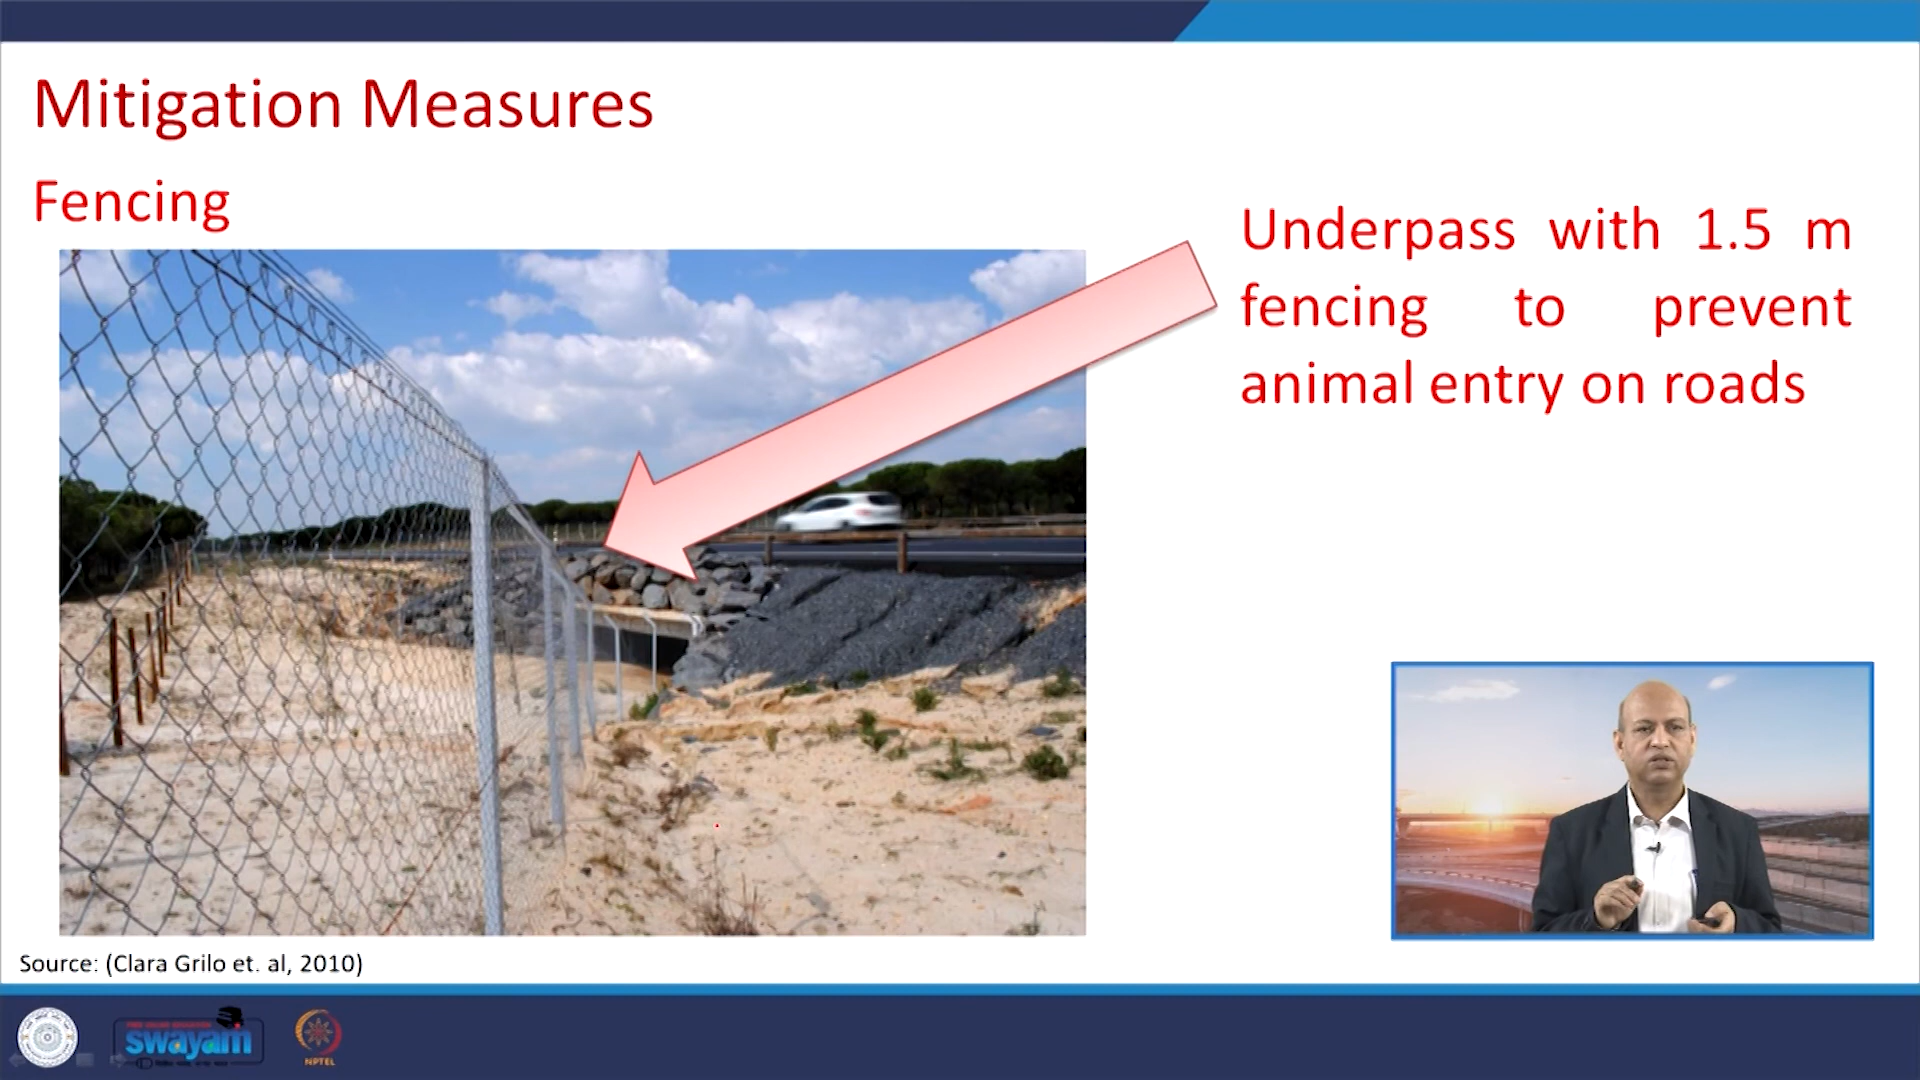 Mitigation Measures
Fencing
Underpass with 1.5 m
fencing to prevent
animal entry on roads
Source: (Clara Grilo et. al, 2010)
swayam
NPTEL